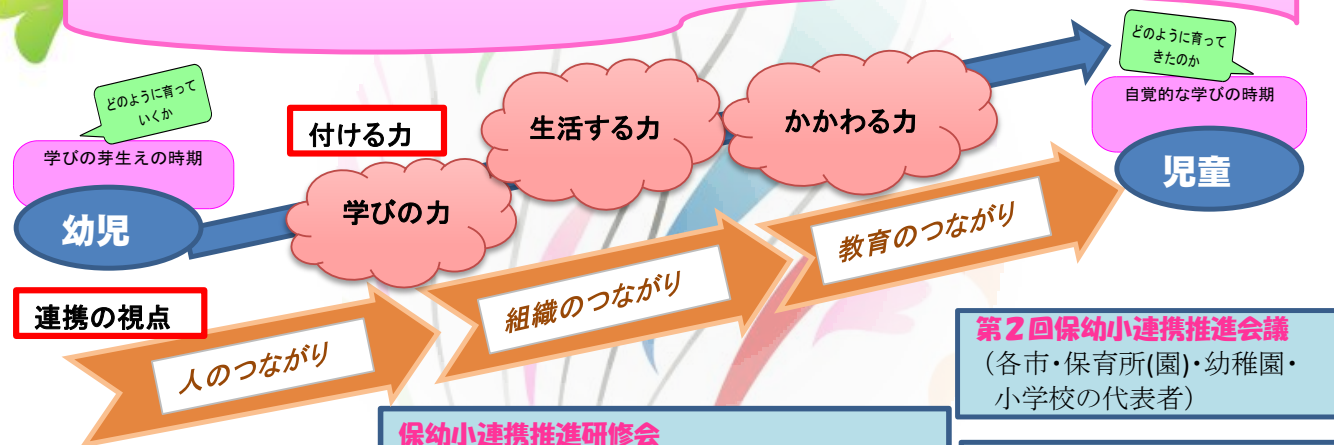 どのように育って
いくか
学びの芽生えの時期
幼児
付ける力
学びの力
生活する力
かかわる力
どのように育って
きたのか
自覚的な学びの時期
児童
連携の視点
人のつながり
組織のつながり
教育のつながり
第2回保幼小連携推進会議
（各市・保育所(園)・幼稚園・
小学校の代表者）
保幼小連携推進研修会